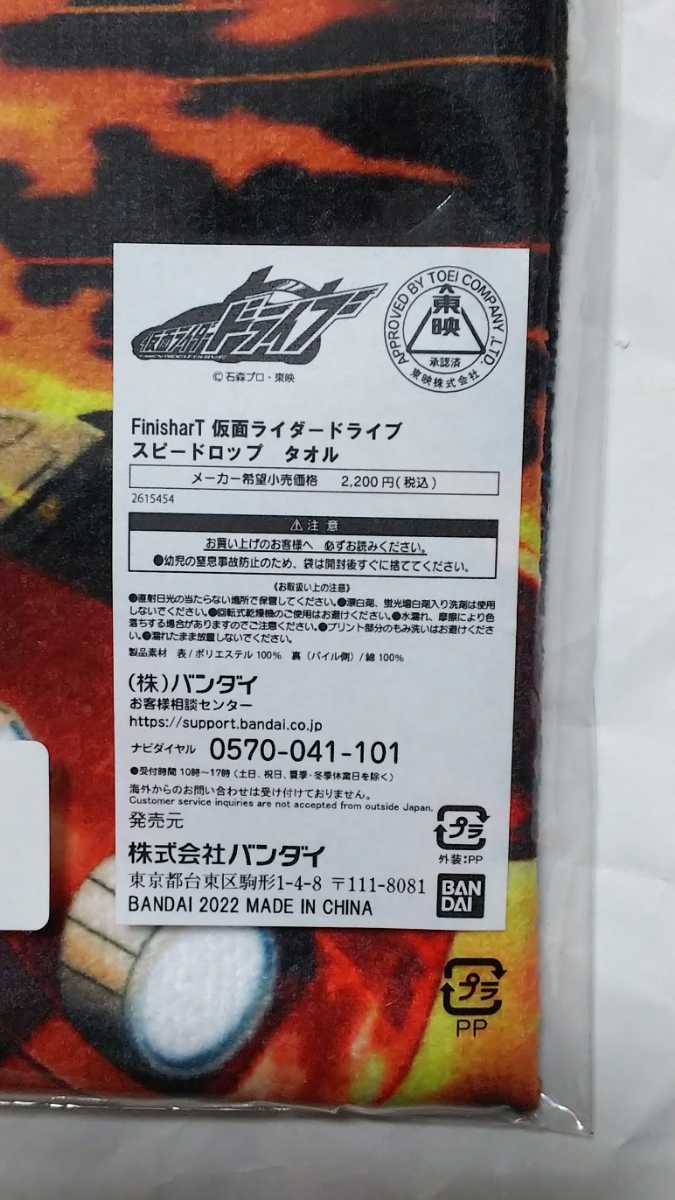 仮面ライダードライブ
©石森プロ・東映
APPROVED BY TOEI COMPANY, LTD.
東映
承認済
東映株式会社
FinisharT 仮面ライダードライブ
スピードロップ　タオル
メーカー希望小売価格　2,200円(税込)
2615454
⚠注意
お買い上げのお客様へ　必ずお読みください。
●幼児の窒息事故防止のため、袋は開封後すぐに捨ててください。
《お取扱い上の注意》
●直射日光の当たらない場所で保管してください。●漂白剤、蛍光増白剤入り洗剤は使用
しないでください。●回転式乾燥機のご使用はお避けください。●水濡れ、摩擦により色
落ちする場合がありますのでご注意ください。●プリント部分のもみ洗いはお避けくださ
い。●濡れたまま放置しないでください。
製品素材　表/ポリエステル100%　裏（パイル側）/綿100%
(株)バンダイ
お客様相談センター
https://support.bandai.co.jp
ナビダイヤル 0570-041-101
●受付時間 10時～17時(土日、祝日、夏季・冬季休業日を除く)
海外からのお問い合わせは受け付けておりません。
Customer service inquiries are not accepted from outside Japan.
発売元
株式会社バンダイ
東京都台東区駒形1-4-8 〒111-8081
BANDAI 2022 MADE IN CHINA
プラ
外装:PP
BAN
DAI
プラ
PP